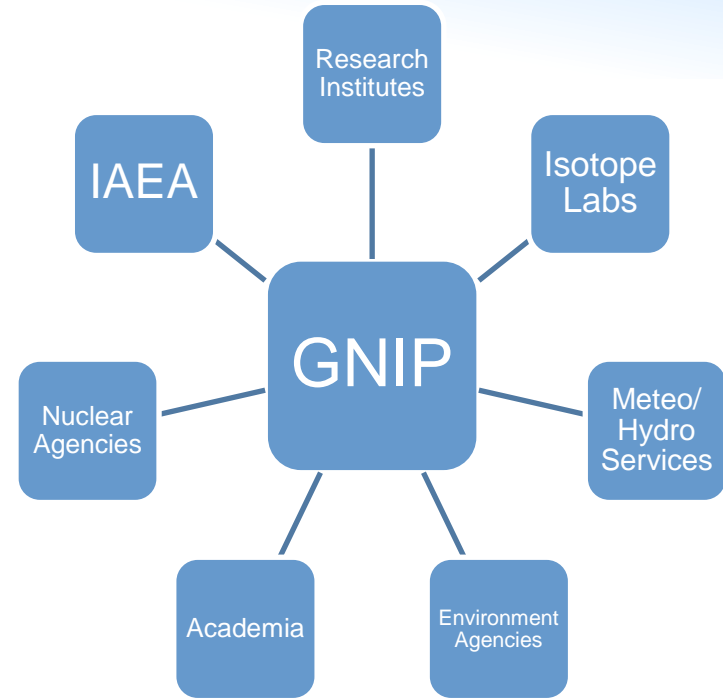 Research
Institutes
IAEA
Isotope
Labs
GNIP
Nuclear
Agencies
Meteo/
Hydro
Services
Academia
Environment
Agencies